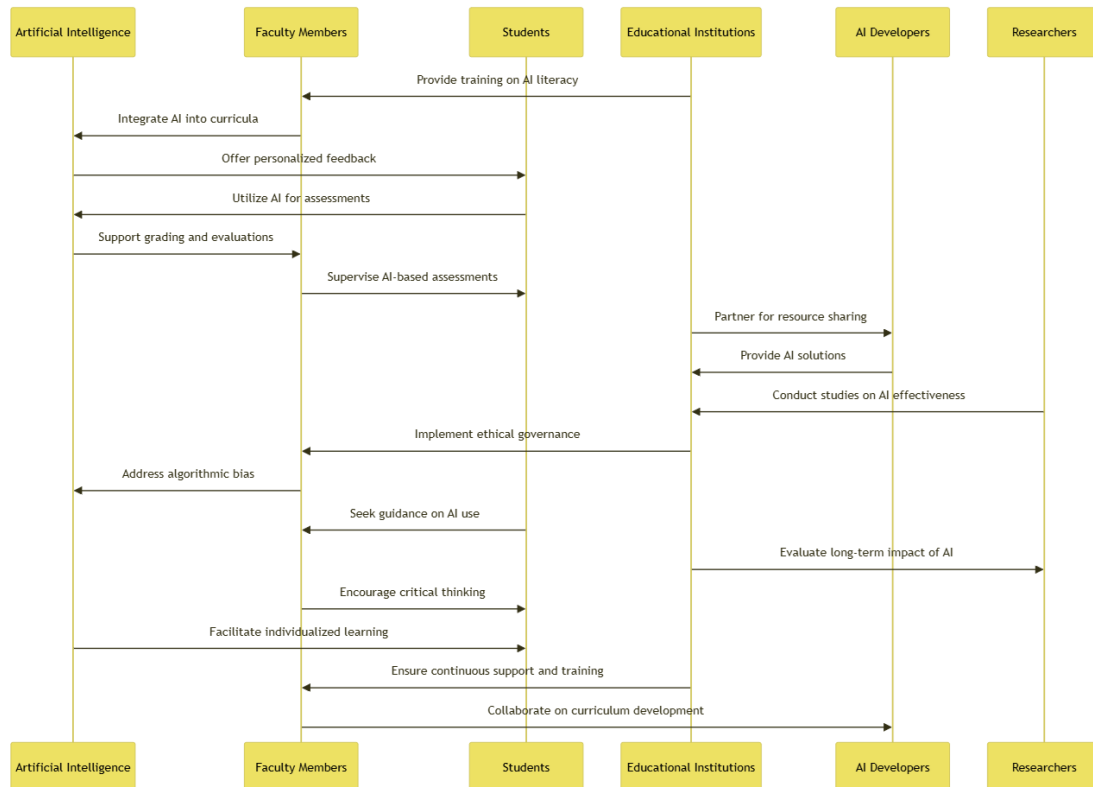 Artificial Intelligence
Faculty Members
Students
Educational Institutions
AI Developers
Researchers
Provide training on AI literacy
Integrate AI into curricula
Offer personalized feedback
Utilize AI for assessments
Support grading and evaluations
Supervise AI-based assessments
Partner for resource sharing
Provide AI solutions
Conduct studies on AI effectiveness
Implement ethical governance
Address algorithmic bias
Seek guidance on AI use
Evaluate long-term impact of AI
Encourage critical thinking
Facilitate individualized learning
Ensure continuous support and training
Collaborate on curriculum development
Artificial Intelligence
Faculty Members
Students
Educational Institutions
AI Developers
Researchers